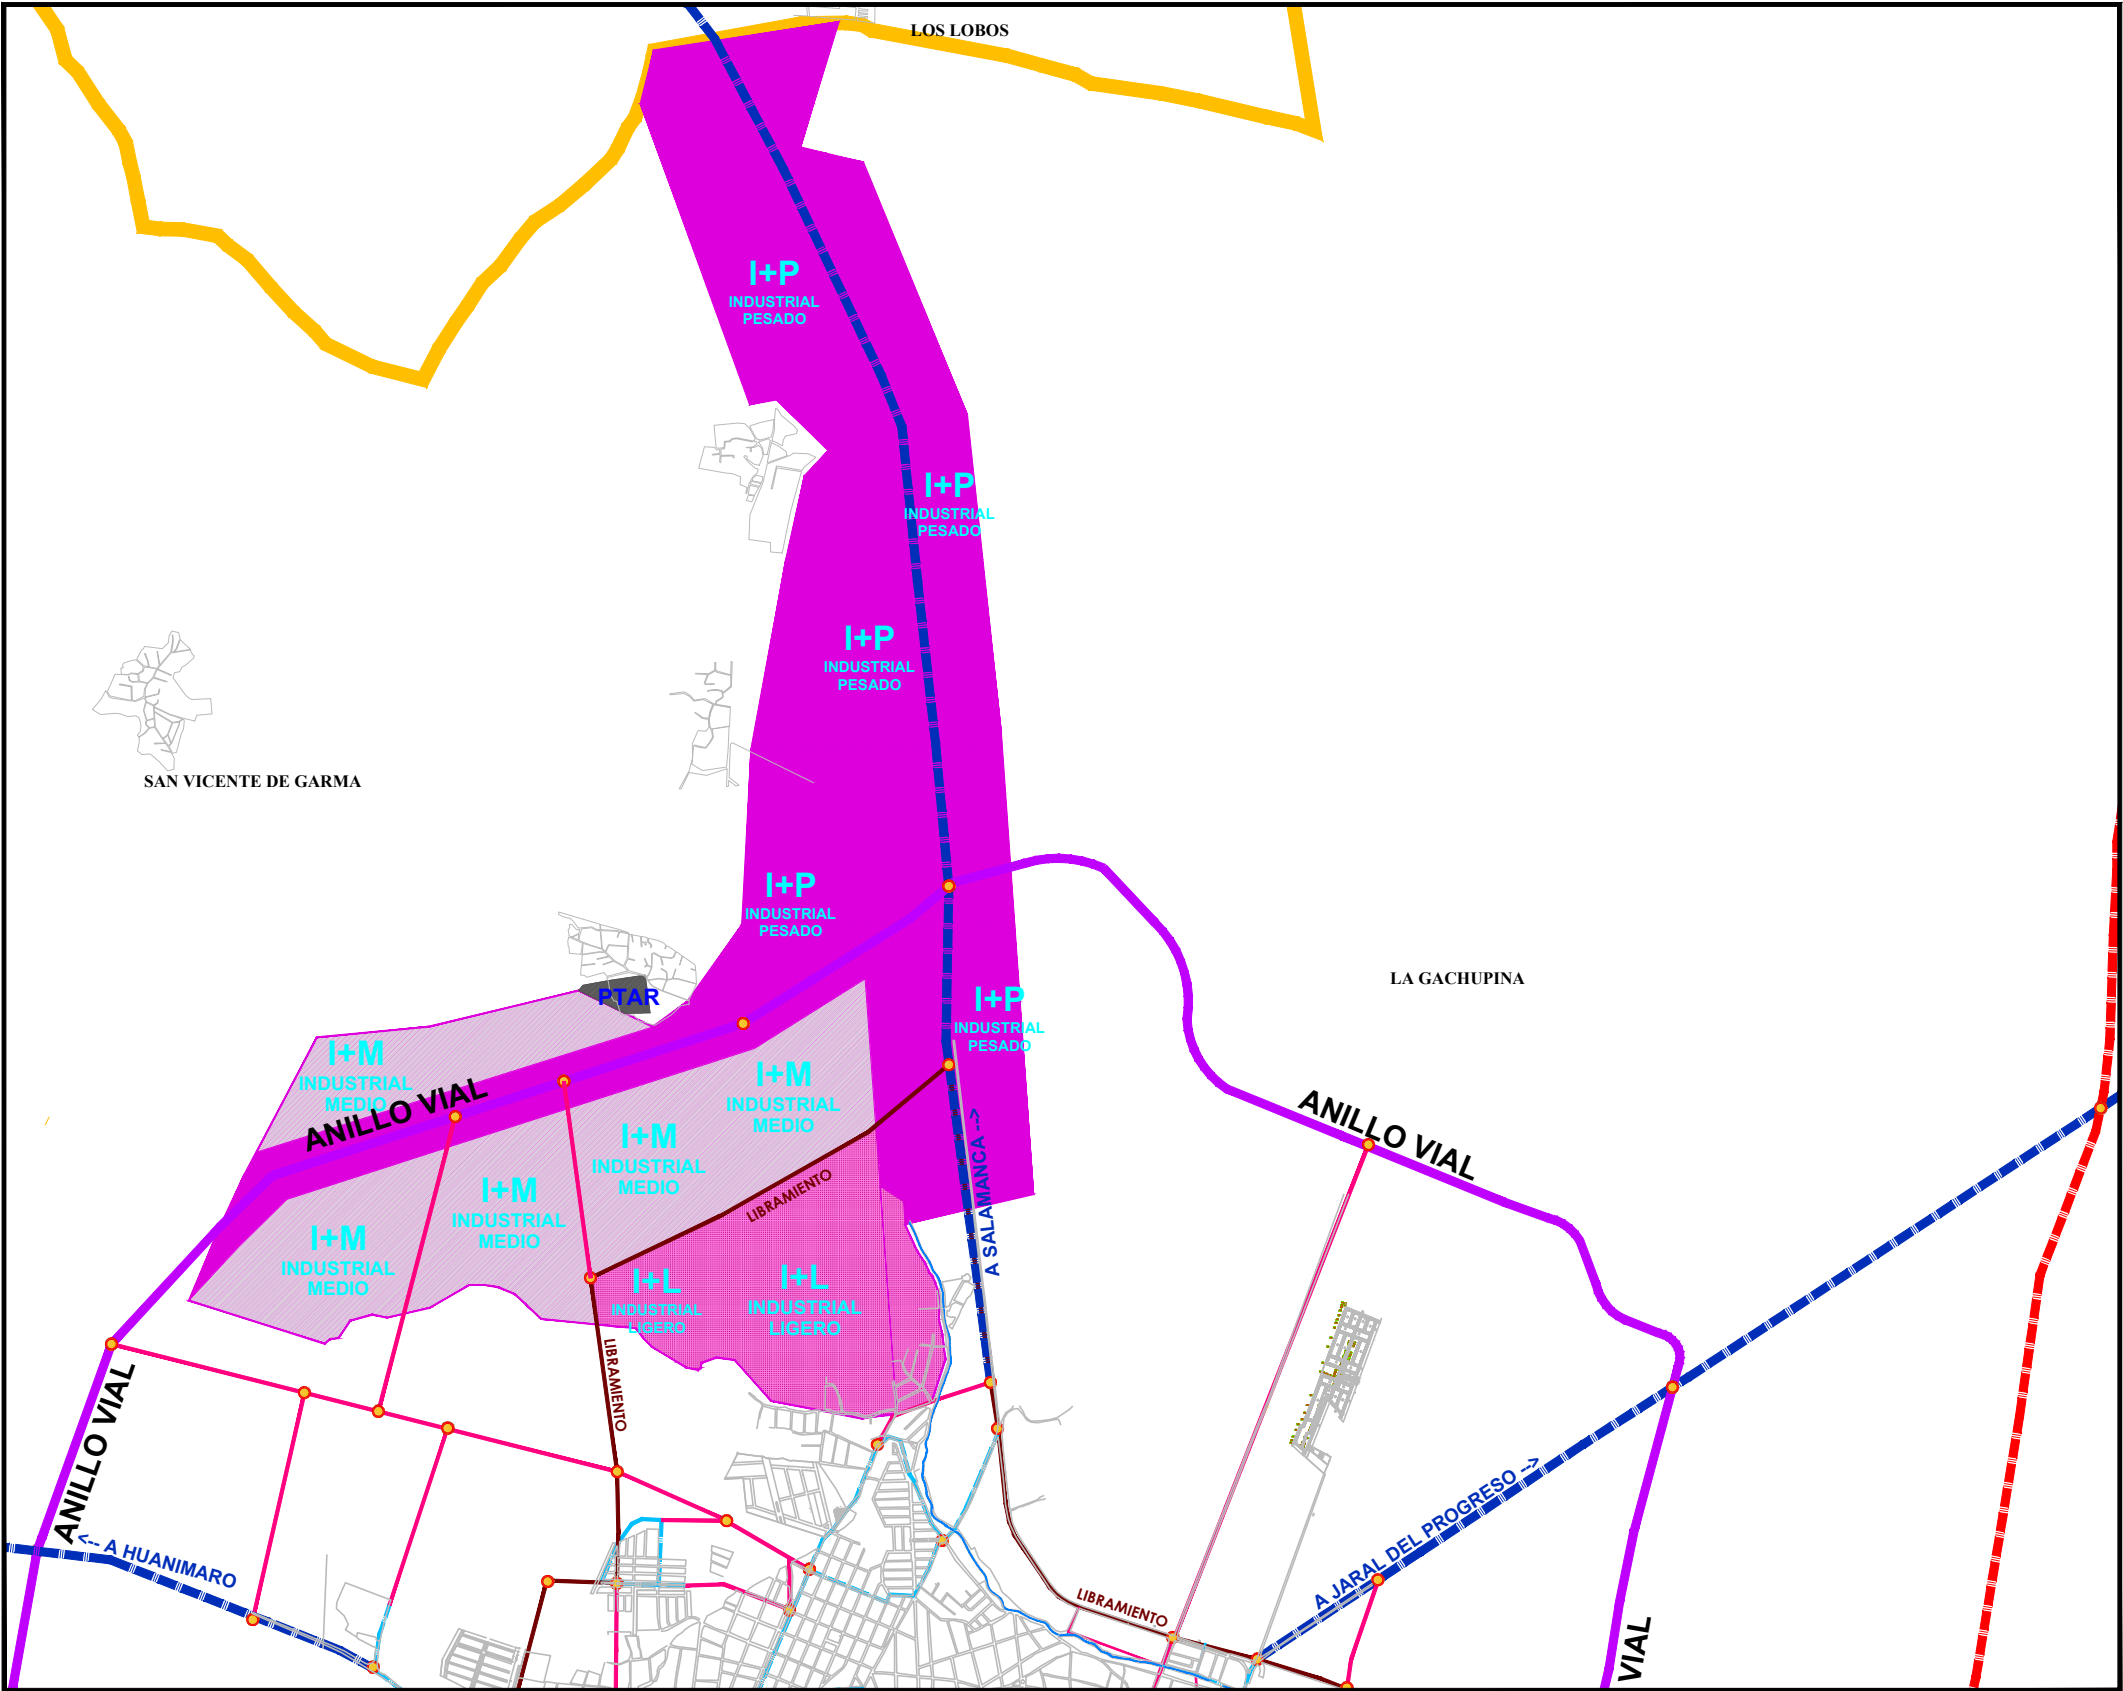 LOS LOBOS
I+P
INDUSTRIAL
PESADO
I+P
INDUSTRIAL
PESADO
I+P
INDUSTRIAL
PESADO
SAN VICENTE DE GARMA
I+P
INDUSTRIAL
PESADO
LA GACHUPINA
PTAR
I+P
INDUSTRIAL
PESADO
I+M
INDUSTRIAL
MEDIO
ANILLO VIAL
I+M
INDUSTRIAL
MEDIO
I+M
INDUSTRIAL
MEDIO
ANILLO VIAL
I+M
INDUSTRIAL
MEDIO
LIBRAMIENTO
A SALAMANCA -->
I+M
INDUSTRIAL
MEDIO
I+L
INDUSTRIAL
LIGERO
I+L
INDUSTRIAL
LIGERO
LIBRAMIENTO
ANILLO VIAL
<-- A HUANIMARO
A JARAL DEL PROGRESO -->
LIBRAMIENTO
VIAL